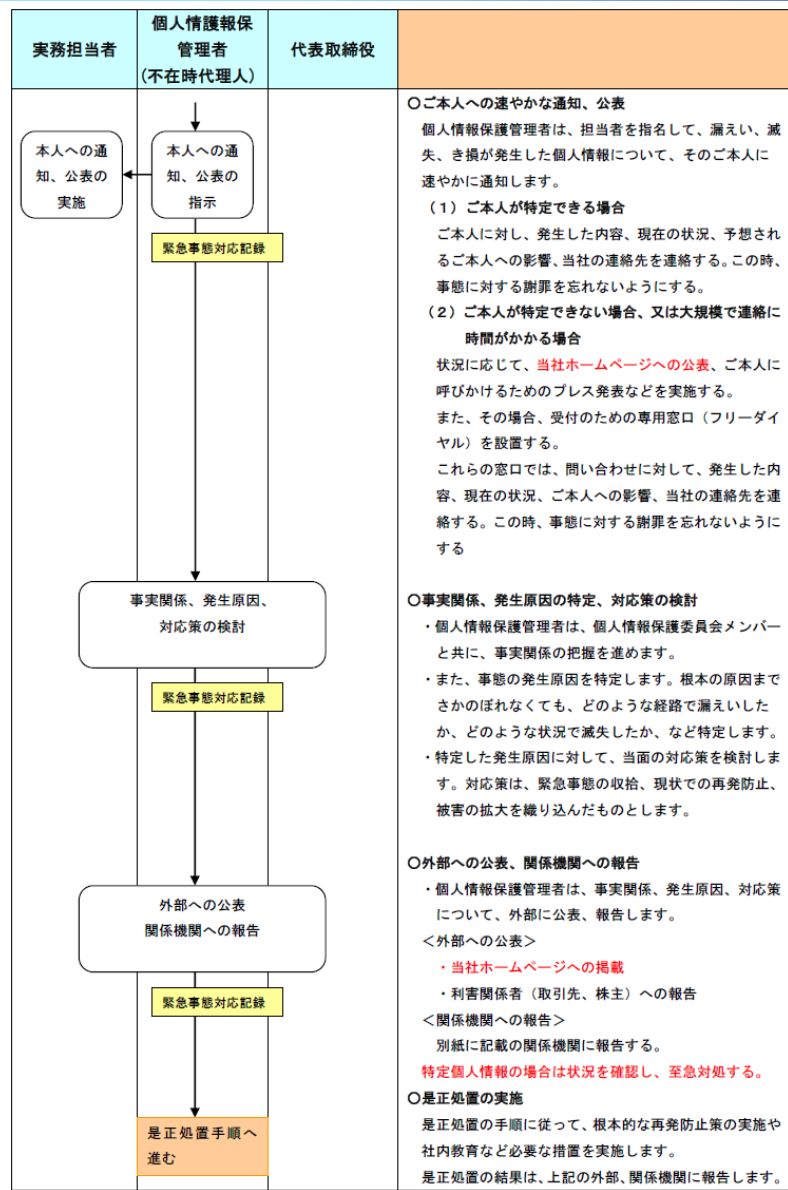 実務担当者
個人情護報保
管理者
(不在時代理人)
代表取締役
本人への通
知、公表の
実施
本人への通
知、公表の
指示
緊急事態対応記録
事実関係、発生原因、
対応策の検討
緊急事態対応記録
外部への公表
関係機関への報告
緊急事態対応記録
是正処置手順へ
進む
〇ご本人への速やかな通知、公表
個人情報保護管理者は、担当者を指名して、漏えい、滅
失、き損が発生した個人情報について、そのご本人に
速やかに通知します。
(1)ご本人が特定できる場合
ご本人に対し、発生した内容、現在の状況、予想され
るご本人への影響、当社の連絡先を連絡する。この時、
事態に対する謝罪を忘れないようにする。
(2)ご本人が特定できない場合、又は大規模で連絡に
時間がかかる場合
状況に応じて、当社ホームページへの公表、ご本人に
呼びかけるためのプレス発表などを実施する。
また、その場合、受付のための専用窓口(フリーダイ
ヤル)を設置する。
これらの窓口では、問い合わせに対して、発生した内
容、現在の状況、ご本人への影響、当社の連絡先を連
絡する。この時、事態に対する謝罪を忘れないように
する
〇事実関係、発生原因の特定、対応策の検討
・個人情報保護管理者は、個人情報保護委員会メンバー
と共に、事実関係の把握を進めます。
・また、事態の発生原因を特定します。根本の原因まで
さかのぼれなくても、どのような経路で漏えいした
か、どのような状況で滅失したか、など特定します。
・特定した発生原因に対して、当面の対応策を検討しま
す。対応策は、緊急事態の収拾、現状での再発防止、
被害の拡大を織り込んだものとします。
〇外部への公表、関係機関への報告
・個人情報保護管理者は、事実関係、発生原因、対応策
について、外部に公表、報告します。
<外部への公表>
・当社ホームページへの掲載
・利害関係者(取引先、株主)への報告
<関係機関への報告>
別紙に記載の関係機関に報告する。
特定個人情報の場合は状況を確認し、至急対処する。
〇是正処置の実施
是正処置の手順に従って、根本的な再発防止策の実施や
社内教育など必要な措置を実施します。
是正処置の結果は、上記の外部、関係機関に報告します。